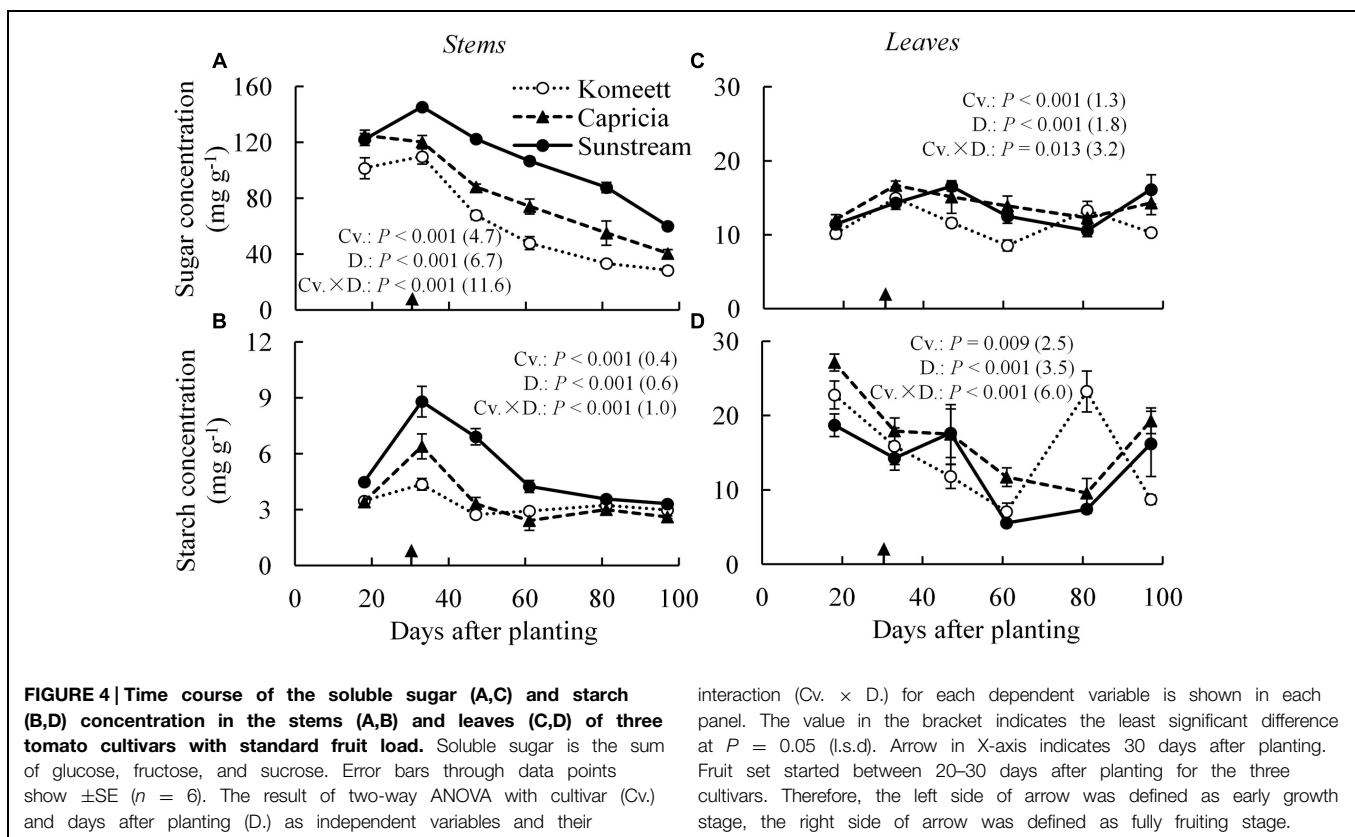 Stems
Leaves
A
160
120
80
40
0
Sugar concentration
(mg g⁻¹)
Komeett
Capricia
Sunstream
Cv.: P < 0.001 (4.7)
D.: P < 0.001 (6.7)
Cv.×D.: P < 0.001 (11.6)
C
30
20
10
0
Cv.: P < 0.001 (1.3)
D.: P < 0.001 (1.8)
Cv.×D.: P = 0.013 (3.2)
B
12
9
6
3
0
Starch concentration
(mg g⁻¹)
Cv.: P < 0.001 (0.4)
D.: P < 0.001 (0.6)
Cv.×D.: P < 0.001 (1.0)
0 20 40 60 80 100
Days after planting
D
30
20
10
0
Cv.: P = 0.009 (2.5)
D.: P < 0.001 (3.5)
Cv.×D.: P < 0.001 (6.0)
0 20 40 60 80 100
Days after planting
FIGURE 4 | Time course of the soluble sugar (A,C) and starch
(B,D) concentration in the stems (A,B) and leaves (C,D) of three
tomato cultivars with standard fruit load. Soluble sugar is the sum
of glucose, fructose, and sucrose. Error bars through data points
show ±SE (n = 6). The result of two-way ANOVA with cultivar (Cv.)
and days after planting (D.) as independent variables and their
interaction (Cv. × D.) for each dependent variable is shown in each
panel. The value in the bracket indicates the least significant difference
at P = 0.05 (l.s.d). Arrow in X-axis indicates 30 days after planting.
Fruit set started between 20–30 days after planting for the three
cultivars. Therefore, the left side of arrow was defined as early growth
stage, the right side of arrow was defined as fully fruiting stage.